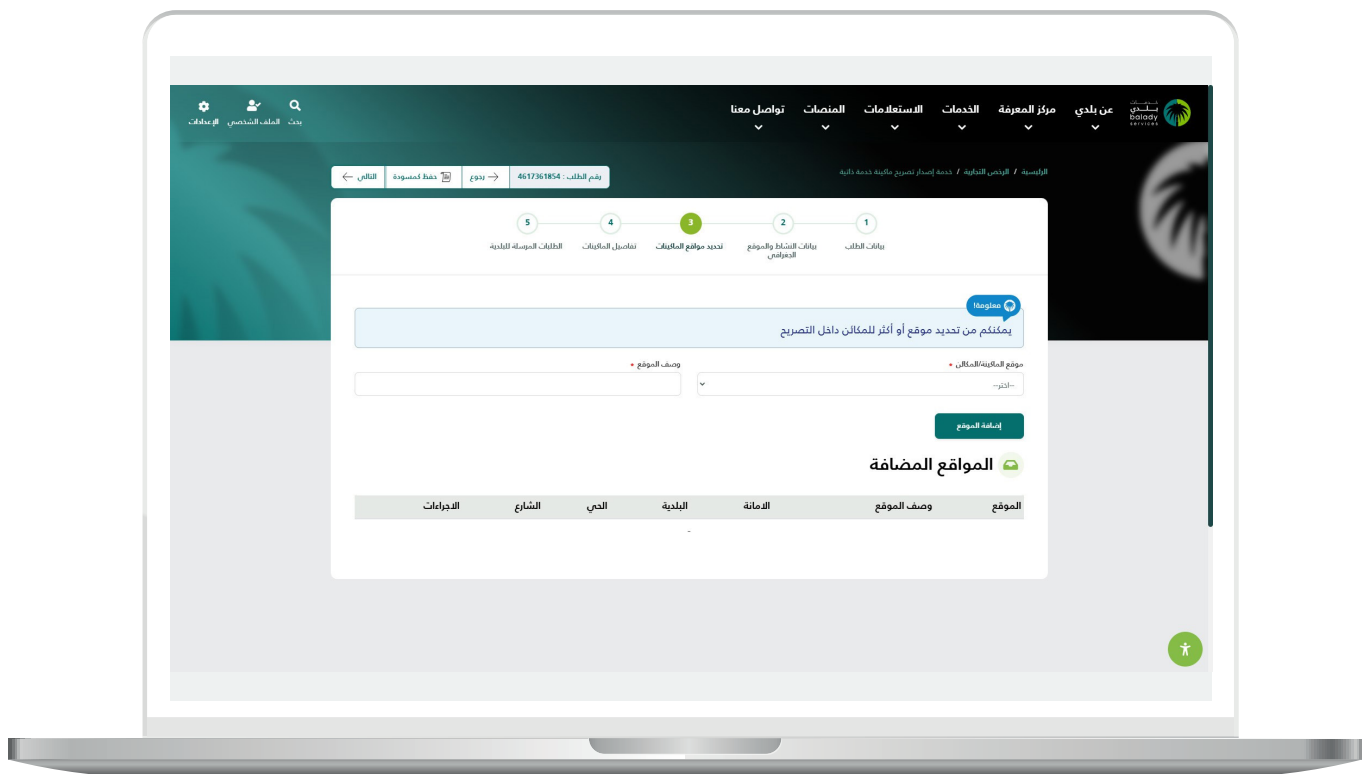 خدمات
بلدي
balady
services
عن بلدي
مركز المعرفة
الخدمات
الاستعلامات
المنصات
تواصل معنا
بحث
الملف الشخصي
الإعدادات
الرئيسية / الرخص التجارية / خدمة إصدار تصريح ماكينة خدمة ذاتية
رقم الطلب : 4617361854
رجوع
حفظ كمسودة
التالي
1
بيانات الطلب
2
بيانات النشاط والموقع
الجغرافي
3
تحديد مواقع الماكينات
4
تفاصيل الماكينات
5
الطلبات المرسلة للبلدية
معلومة!
يمكنكم من تحديد موقع أو أكثر للمكائن داخل التصريح
موقع الماكينة/المكائن •
--اختر--
وصف الموقع •
إضافة الموقع
المواقع المضافة
الموقع وصف الموقع الامانة البلدية الحي الشارع الاجراءات
-